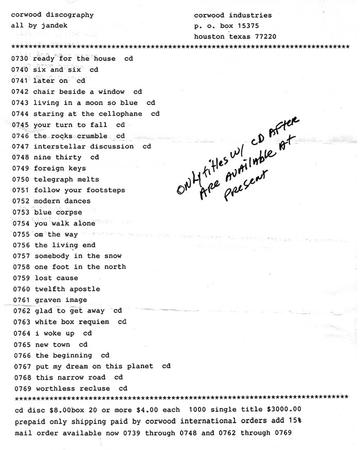 corwood discography
all by jandek
corwood industries
p. o. box 15375
houston texas 77220
0730 ready for the house cd
0740 six and six cd
0741 later on cd
0742 chair beside a window cd
0743 living in a moon so blue cd
0744 staring at the cellophane cd
0745 your turn to fall cd
0746 the rocks crumble cd
0747 interstellar discussion cd
0748 nine thirty cd
0749 foreign keys
0750 telegraph melts
0751 follow your footsteps
0752 modern dances
0753 blue corpse
0754 you walk alone
0755 om the way
0756 the living end
0757 somebody in the snow
0758 one foot in the north
0759 lost cause
0760 twelfth apostle
0761 graven image
0762 glad to get away cd
0763 white box requiem cd
0764 i woke up cd
0765 new town cd
0766 the beginning cd
0767 put my dream on this planet cd
0768 this narrow road cd
0769 worthless recluse cd
ONLY titles w/ CD AFTER
ARE AVAILABLE AT
PRESENT
cd disc $8.00box 20 or more $4.00 each 1000 single title $3000.00
prepaid only shipping paid by corwood international orders add 15%
mail order available now 0739 through 0748 and 0762 through 0769